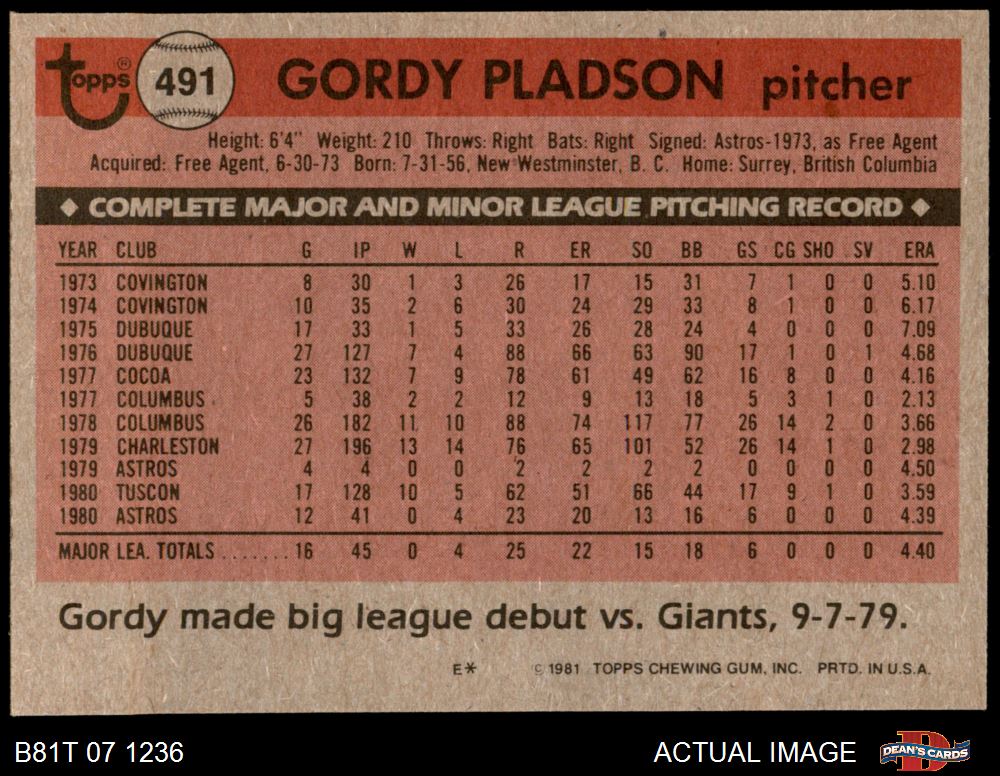 topps® 491 GORDY PLADSON pitcher
Height: 6'4" Weight: 210 Throws: Right Bats: Right Signed: Astros-1973, as Free Agent
Acquired: Free Agent, 6-30-73 Born: 7-31-56, New Westminster, B. C. Home: Surrey, British Columbia
◆ COMPLETE MAJOR AND MINOR LEAGUE PITCHING RECORD ◆
YEAR CLUB G IP W L R ER SO BB GS CG SHO SV ERA
1973 COVINGTON 8 30 1 3 26 17 15 31 7 1 0 0 5.10
1974 COVINGTON 10 35 2 6 30 24 29 33 8 1 0 0 6.17
1975 DUBUQUE 17 33 1 5 33 26 28 24 4 0 0 0 7.09
1976 DUBUQUE 27 127 7 4 88 66 63 90 17 1 0 1 4.68
1977 COCOA 23 132 7 9 78 61 49 62 16 8 0 0 4.16
1977 COLUMBUS 5 38 2 2 12 9 13 18 5 3 1 0 2.13
1978 COLUMBUS 26 182 11 10 88 74 117 77 26 14 2 0 3.66
1979 CHARLESTON 27 196 13 14 76 65 101 52 26 14 1 0 2.98
1979 ASTROS 4 4 0 0 2 2 2 2 0 0 0 0 4.50
1980 TUSCON 17 128 10 5 62 51 66 44 17 9 1 0 3.59
1980 ASTROS 12 41 0 4 23 20 13 16 6 0 0 0 4.39
MAJOR LEA. TOTALS ....... 16 45 0 4 25 22 15 18 6 0 0 0 4.40
Gordy made big league debut vs. Giants, 9-7-79.
E* © 1981 TOPPS CHEWING GUM, INC. PRTD. IN U.S.A.
B81T 07 1236 ACTUAL IMAGE DEAN'S CARDS